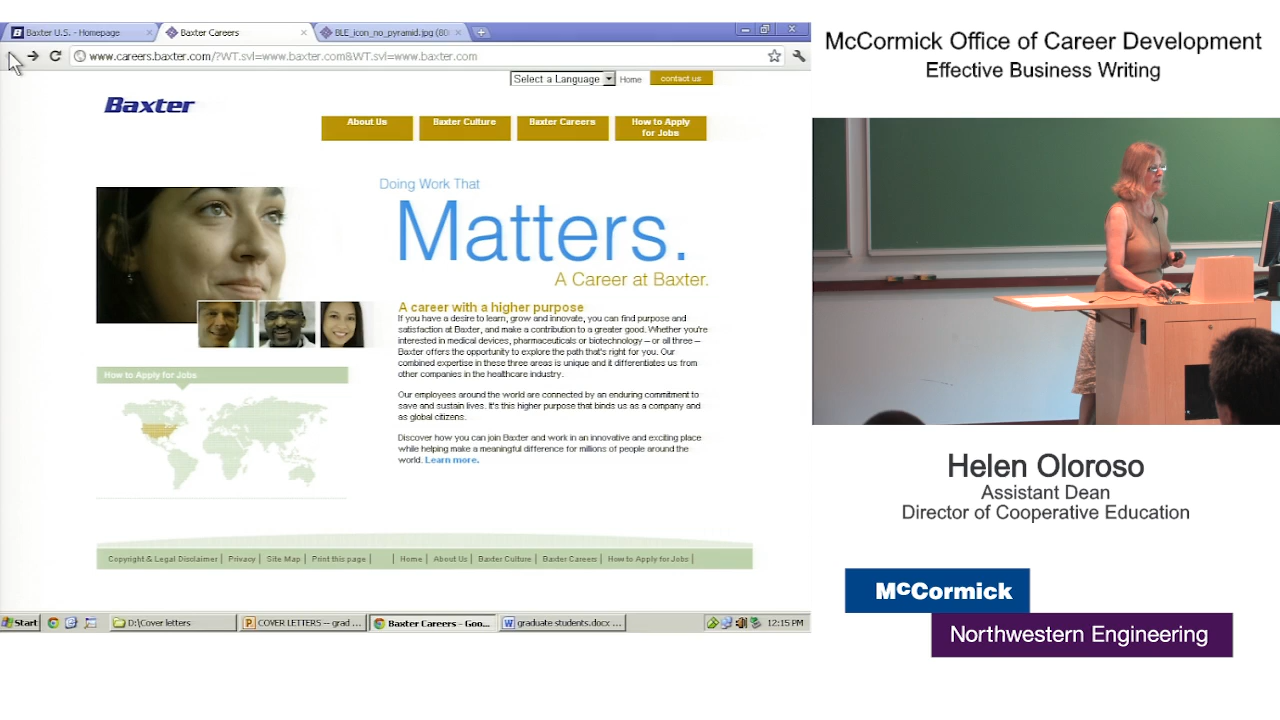 Baxter U.S. - Homepage
Baxter Careers
BLE_icon_no_pyramid.jpg (80
www.careers.baxter.com/?WT.svl=www.baxter.com&WT.svl=www.baxter.com
Select a Language
Home
contact us
Baxter
About Us
Baxter Culture
Baxter Careers
How to Apply
for Jobs
Doing Work That
Matters.
A Career at Baxter.
A career with a higher purpose
If you have a desire to learn, grow and innovate, you can find purpose and
satisfaction at Baxter, and make a contribution to a greater good. Whether you're
interested in medical devices, pharmaceuticals or biotechnology – or all three –
Baxter offers the opportunity to explore the path that's right for you. Our
combined expertise in these three areas is unique and it differentiates us from
other companies in the healthcare industry.
Our employees around the world are connected by an enduring commitment to
save and sustain lives. It's this higher purpose that binds us as a company and
as global citizens.
Discover how you can join Baxter and work in an innovative and exciting place
while helping make a meaningful difference for millions of people around the
world. Learn more.
How to Apply for Jobs
Copyright & Legal Disclaimer | Privacy | Site Map | Print this page | | Home | About Us | Baxter Culture | Baxter Careers | How to Apply for Jobs |
Start
D:\Cover letters
COVER LETTERS -- grad ...
Baxter Careers - Goo...
graduate students.docx ...
12:15 PM
McCormick Office of Career Development
Effective Business Writing
Helen Oloroso
Assistant Dean
Director of Cooperative Education
McCormick
Northwestern Engineering